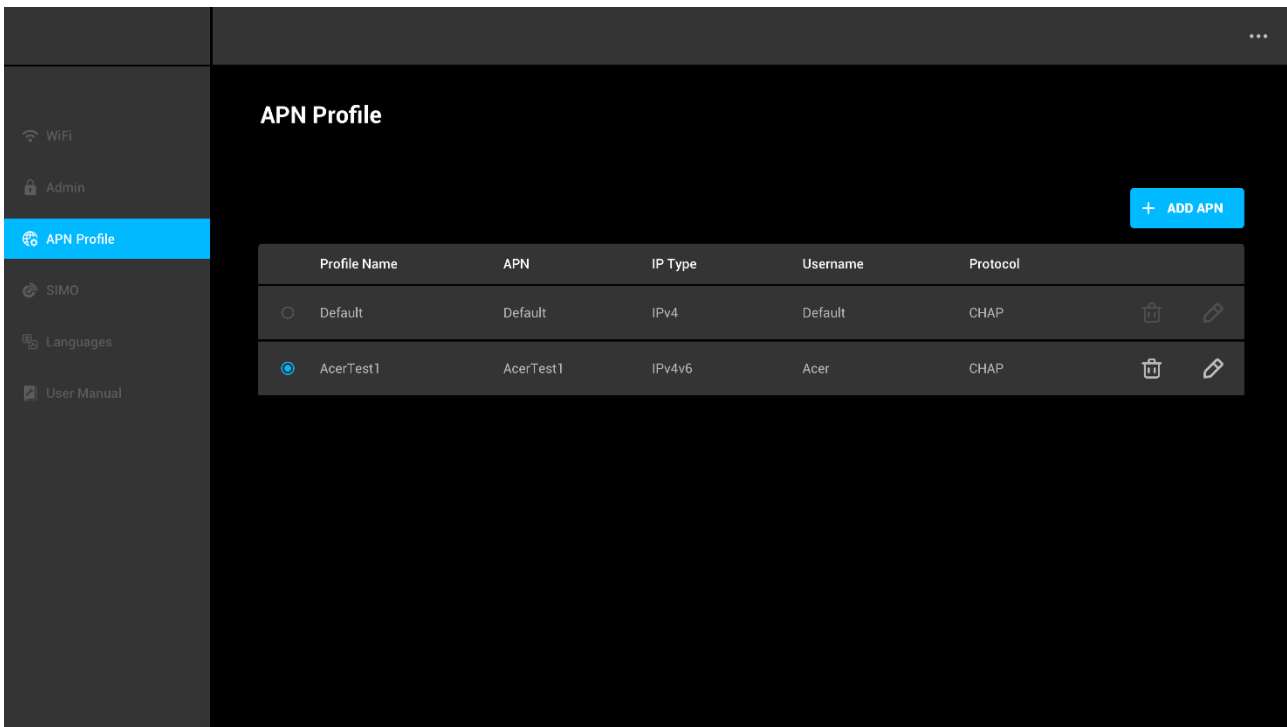 APN Profile
WiFi
Admin
APN Profile
SIMO
Languages
User Manual
+ ADD APN
Profile Name APN IP Type Username Protocol
Default Default IPv4 Default CHAP
AcerTest1 AcerTest1 IPv4v6 Acer CHAP